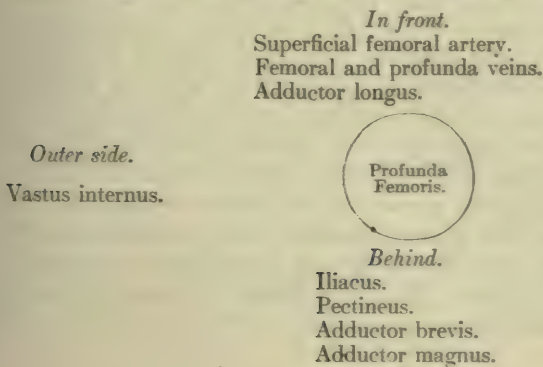 In front.
Superficial femoral artery.
Femoral and profunda veins.
Adductor longus.
Outer side.
Vastus internus.
Profunda
Femoris.
Behind.
Iliacus.
Pectineus.
Adductor brevis.
Adductor magnus.